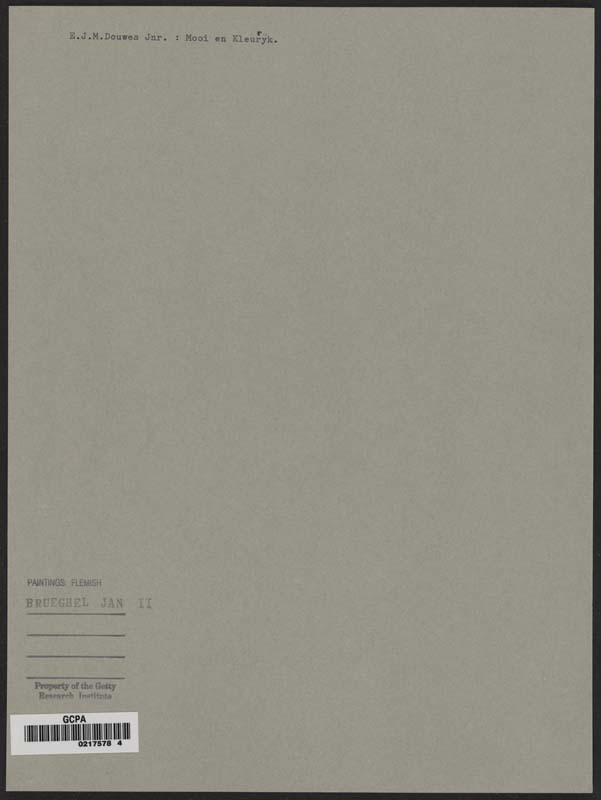 E.J.M.Douwes Jnr. : Mooi en Kleurryk.
PAINTINGS: FLEMISH
BRUEGHEL JAN II
Property of the Getty
Research Institute
GCPA
0217578 4